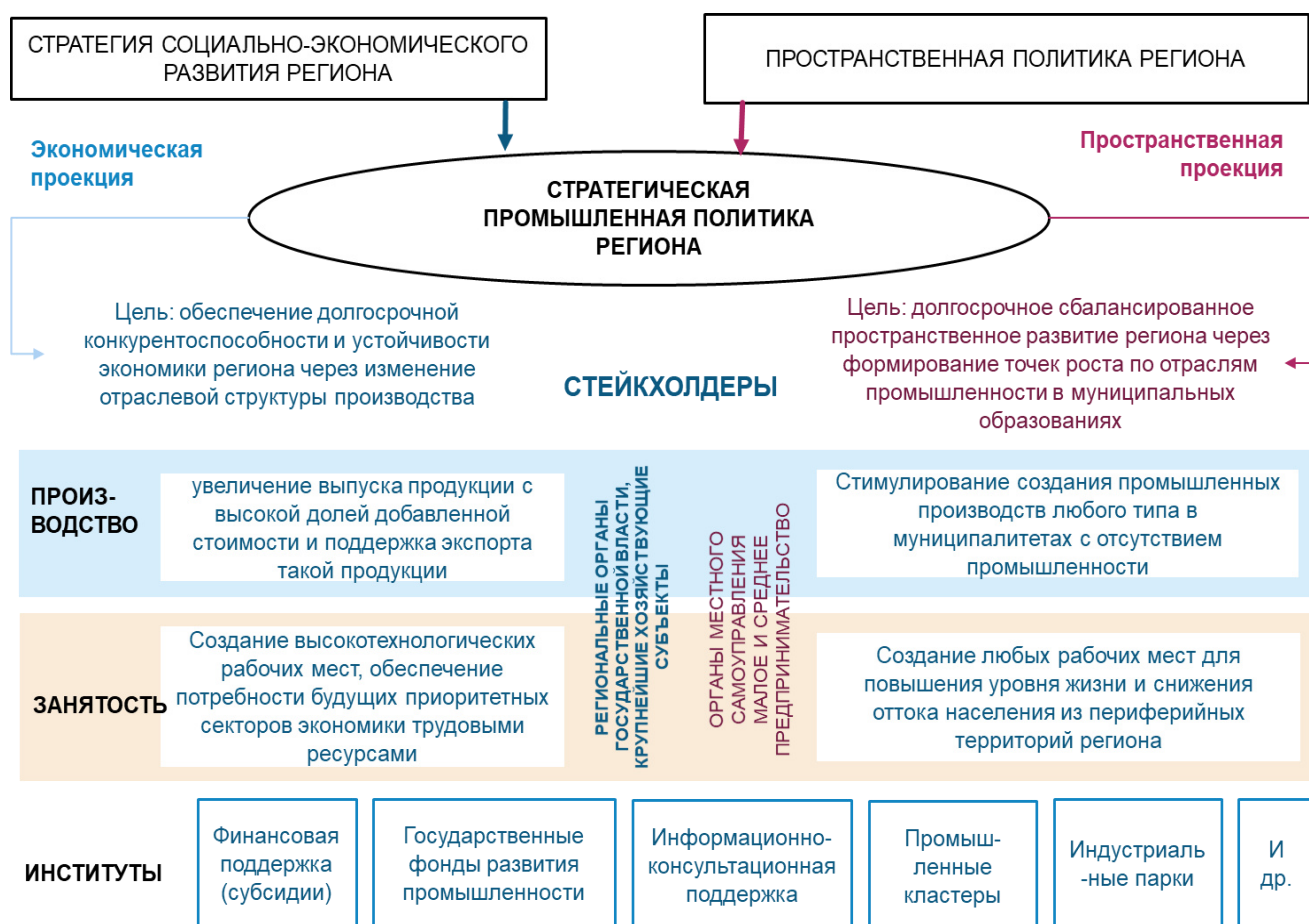 СТРАТЕГИЯ СОЦИАЛЬНО-ЭКОНОМИЧЕСКОГО
РАЗВИТИЯ РЕГИОНА
ПРОСТРАНСТВЕННАЯ ПОЛИТИКА РЕГИОНА
Экономическая
проекция
Пространственная
проекция
СТРАТЕГИЧЕСКАЯ
ПРОМЫШЛЕННАЯ ПОЛИТИКА
РЕГИОНА
Цель: обеспечение долгосрочной
конкурентоспособности и устойчивости
экономики региона через изменение
отраслевой структуры производства
СТЕЙКХОЛДЕРЫ
Цель: долгосрочное сбалансированное
пространственное развитие региона через
формирование точек роста по отраслям
промышленности в муниципальных
образованиях
ПРОИЗ-
ВОДСТВО
увеличение выпуска продукции с
высокой долей добавленной
стоимости и поддержка экспорта
такой продукции
РЕГИОНАЛЬНЫЕ ОРГАНЫ
ГОСУДАРСТВЕННОЙ ВЛАСТИ,
КРУПНЕЙШИЕ ХОЗЯЙСТВУЮЩИЕ
СУБЪЕКТЫ
ОРГАНЫ МЕСТНОГО
САМОУПРАВЛЕНИЯ
МАЛОЕ И СРЕДНЕЕ
ПРЕДПРИНИМАТЕЛЬСТВО
Стимулирование создания промышленных
производств любого типа в
муниципалитетах с отсутствием
промышленности
ЗАНЯТОСТЬ
Создание высокотехнологических
рабочих мест, обеспечение
потребности будущих приоритетных
секторов экономики трудовыми
ресурсами
Создание любых рабочих мест для
повышения уровня жизни и снижения
оттока населения из периферийных
территорий региона
ИНСТИТУТЫ
Финансовая
поддержка
(субсидии)
Государственные
фонды развития
промышленности
Информационно-
консультационная
поддержка
Промыш-
ленные
кластеры
Индустриаль
-ные парки
И
др.